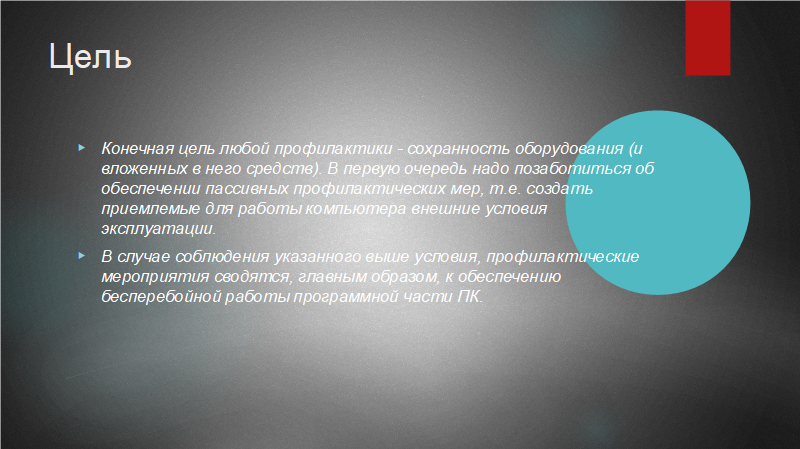 Цель
Конечная цель любой профилактики - сохранность оборудования (и
вложенных в него средств). В первую очередь надо позаботиться об
обеспечении пассивных профилактических мер, т.е. создать
приемлемые для работы компьютера внешние условия
эксплуатации.
В случае соблюдения указанного выше условия, профилактические
мероприятия сводятся, главным образом, к обеспечению
бесперебойной работы программной части ПК.